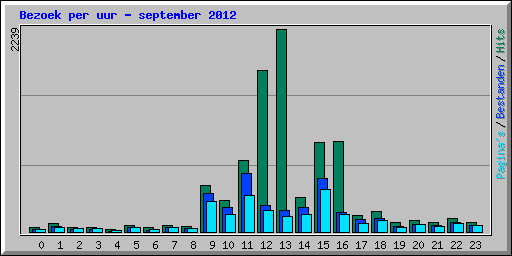 Bezoek per uur - september 2012
2239
Pagina's/Bestanden/Hits
0 1 2 3 4 5 6 7 8 9 10 11 12 13 14 15 16 17 18 19 20 21 22 23